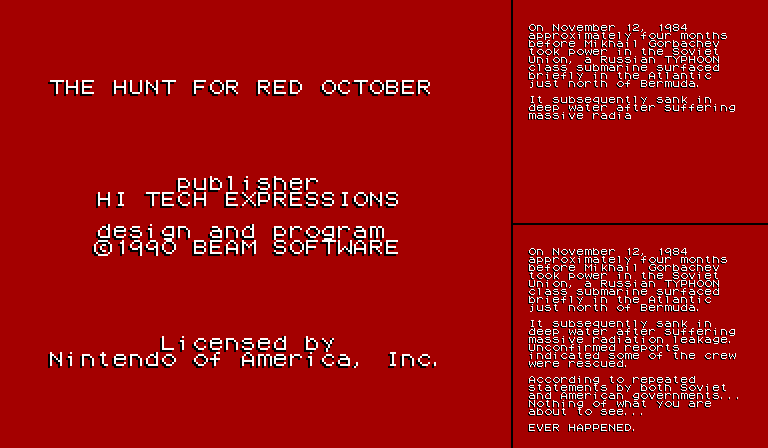 THE HUNT FOR RED OCTOBER
publisher
HI TECH EXPRESSIONS
design and program
©1990 BEAM SOFTWARE
Licensed by
Nintendo of America, Inc.
On November 12, 1984
approximately four months
before Mikhail Gorbachev
took power in the Soviet
Union, a Russian TYPHOON
class submarine surfaced
briefly in the Atlantic
just north of Bermuda.
It subsequently sank in
deep water after suffering
massive radia
On November 12, 1984
approximately four months
before Mikhail Gorbachev
took power in the Soviet
Union, a Russian TYPHOON
class submarine surfaced
briefly in the Atlantic
just north of Bermuda.
It subsequently sank in
deep water after suffering
massive radiation leakage.
Unconfirmed reports
indicated some of the crew
were rescued.
According to repeated
statements by both Soviet
and American governments...
Nothing of what you are
about to see...
EVER HAPPENED.